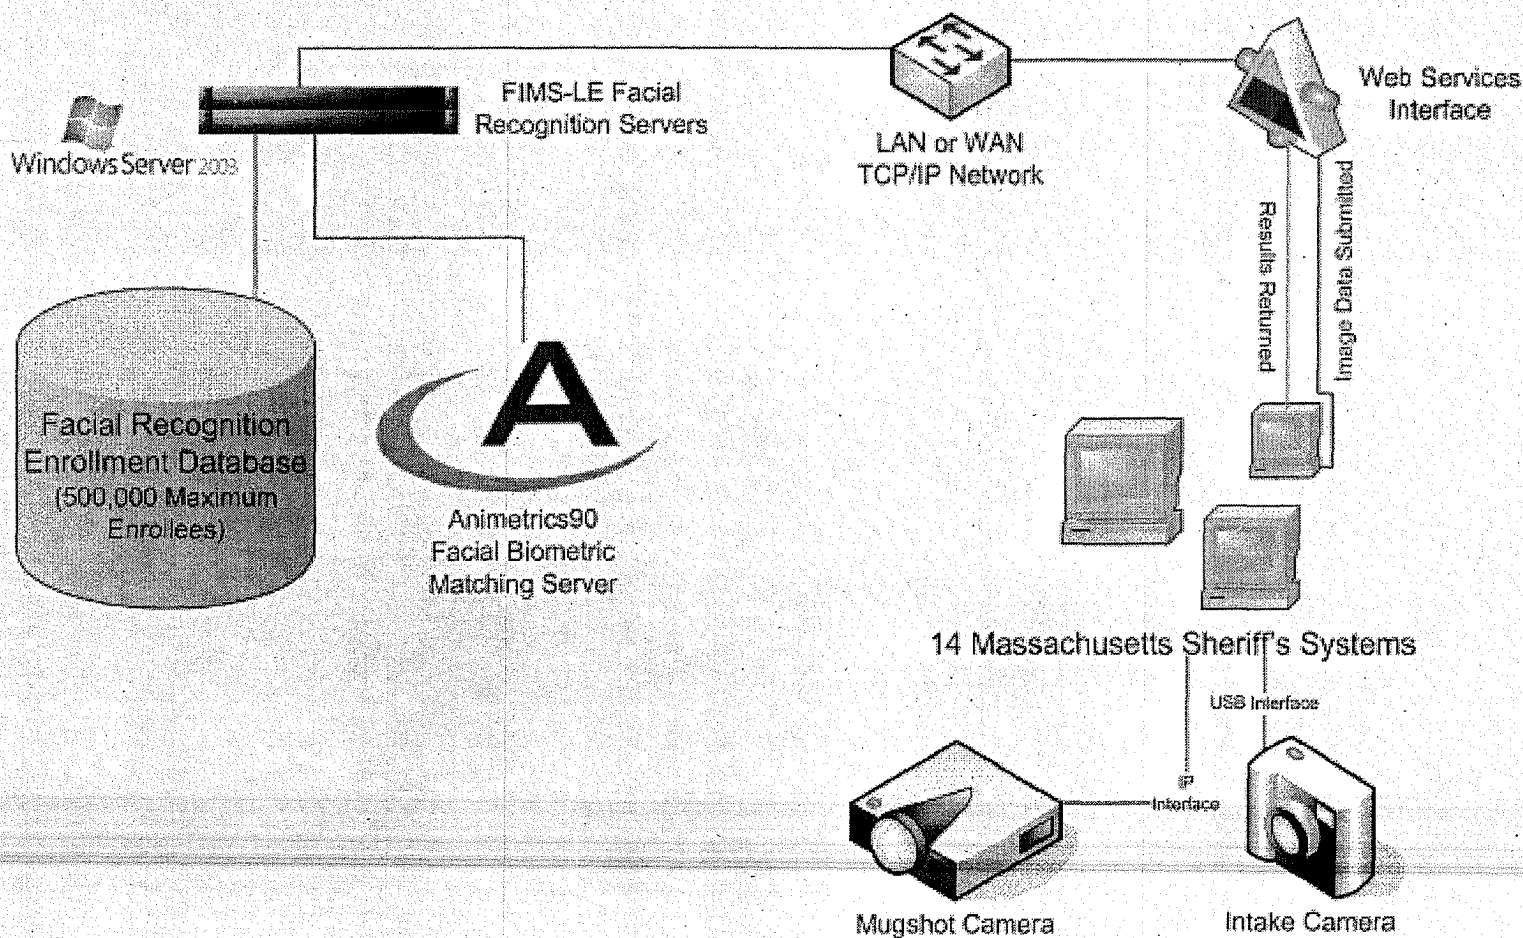 FIMS-LE Facial
Recognition Servers
Windows Server 2003
LAN or WAN
TCP/IP Network
Web Services
Interface
Results Returned
Image Data Submitted
Facial Recognition
Enrollment Database
(500,000 Maximum
Enrollees)
A
Animetrics90
Facial Biometric
Matching Server
14 Massachusetts Sheriff's Systems
USB Interface
IP
Interface
Mugshot Camera
Intake Camera